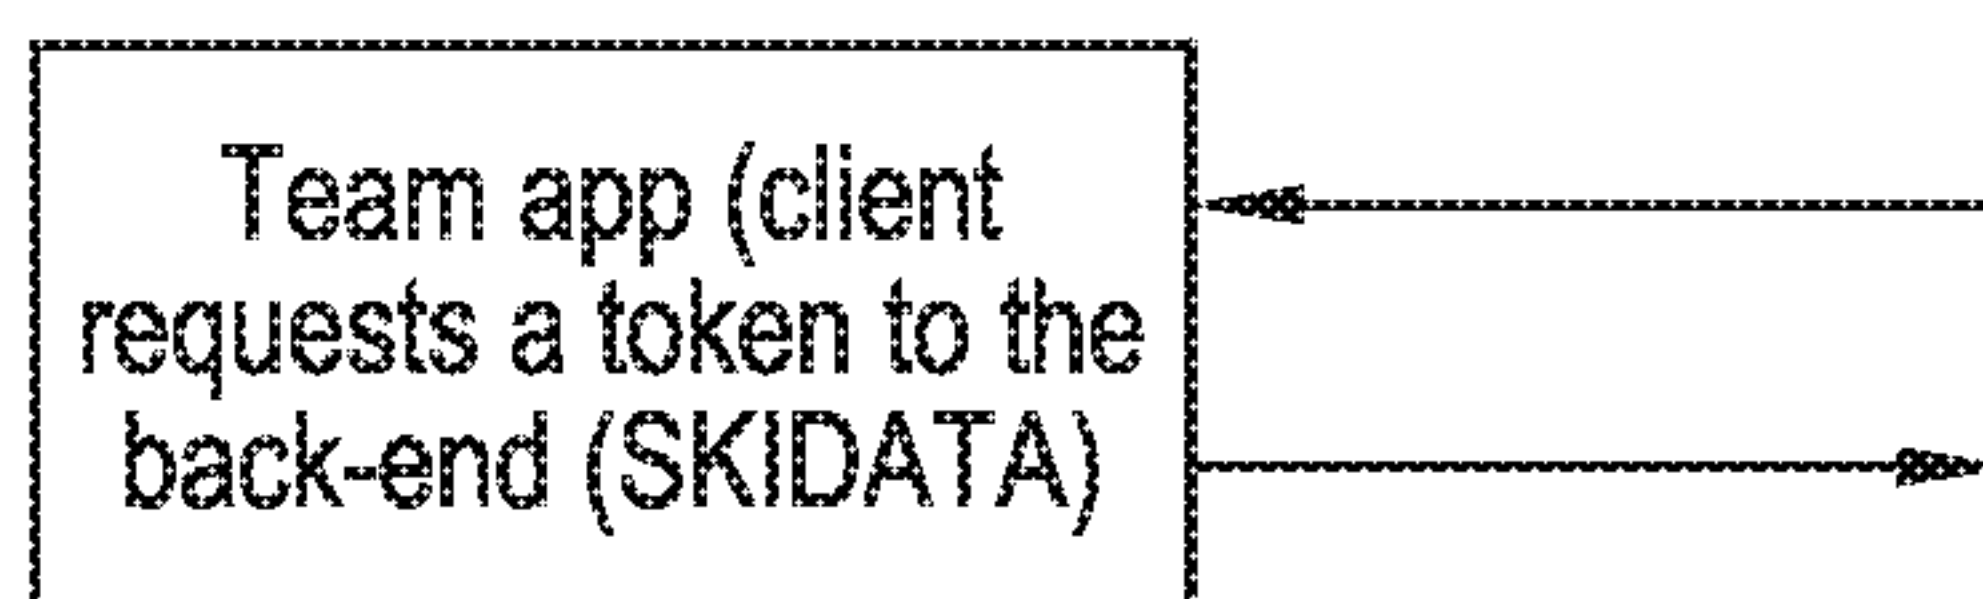 Team app (client
requests a token to the
back-end (SKIDATA)